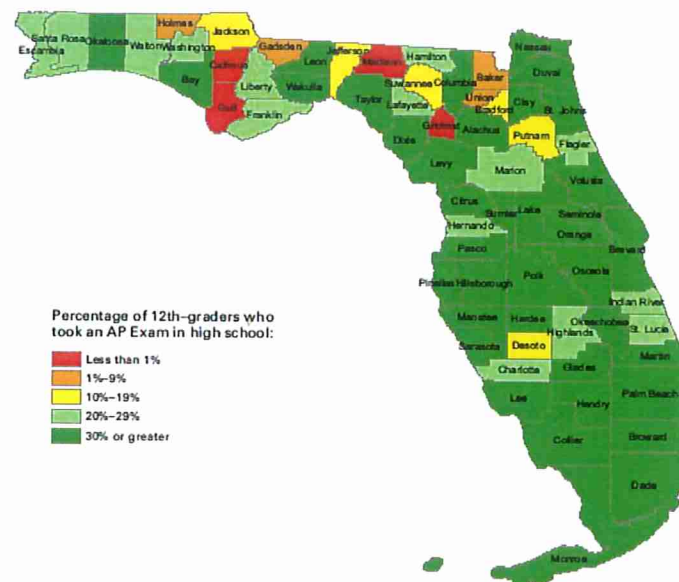 Holmes
Jackson
Santa Rosa
Escambia
Okaloosa
Walton
Washington
Gadsden
Jefferson
Madison
Hamilton
Nassau
Leon
Calhoun
Bay
Liberty
Wakulla
Suwannee
Columbia
Baker
Duval
Taylor
Union
Bradford
Clay
St. Johns
Gulf
Franklin
Lafayette
Gilchrist
Alachua
Putnam
Flagler
Dixie
Levy
Marion
Volusia
Citrus
Sumter
Lake
Seminole
Hernando
Orange
Pasco
Brevard
Pinellas
Hillsborough
Polk
Osceola
Indian River
Percentage of 12th–graders who
took an AP Exam in high school:
Less than 1%
1%–9%
10%–19%
20%–29%
30% or greater
Manatee
Hardee
Okeechobee
Highlands
St. Lucie
Sarasota
Desoto
Martin
Charlotte
Glades
Lee
Hendry
Palm Beach
Collier
Broward
Dade
Monroe